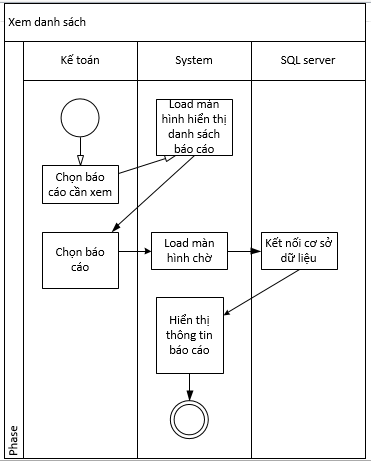 Xem danh sách
Kế toán
System
SQL server
Load màn
hình hiển thị
danh sách
báo cáo
Chọn báo
cáo cần xem
Chọn báo
cáo
Load màn
hình chờ
Kết nối cơ sở
dữ liệu
Hiển thị
thông tin
báo cáo
Phase